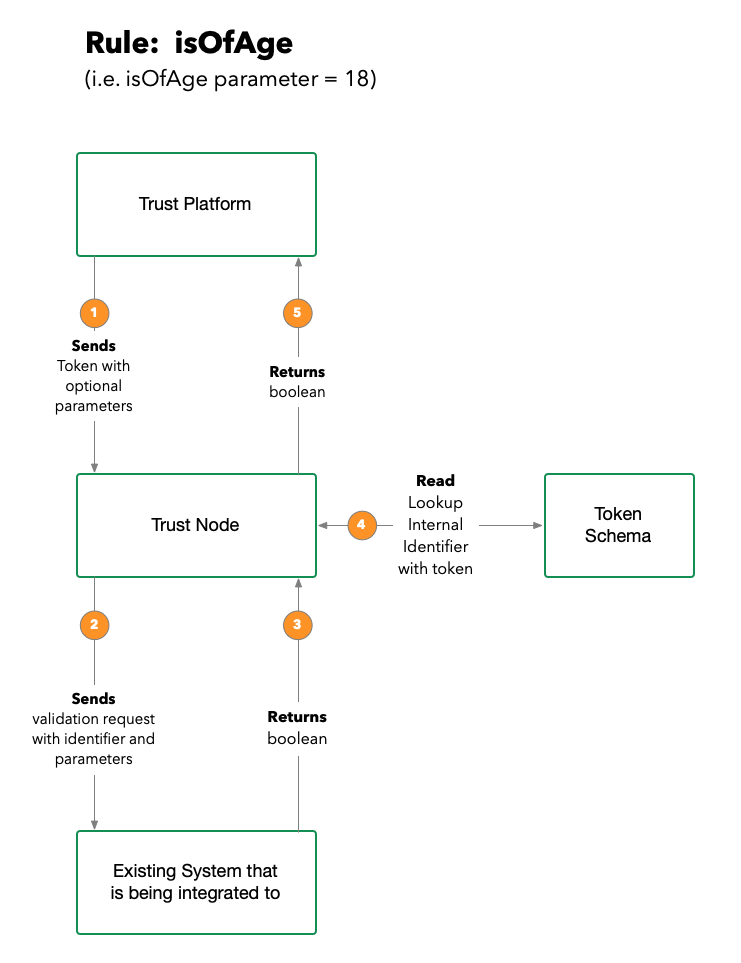 Rule:  isOfAge
(i.e. isOfAge parameter = 18)
Trust Platform
1
Sends
Token with
optional
parameters
5
Returns
boolean
Trust Node
4
Read
Lookup
Internal
Identifier
with token
Token
Schema
2
Sends
validation request
with identifier and
parameters
3
Returns
boolean
Existing System that
is being integrated to